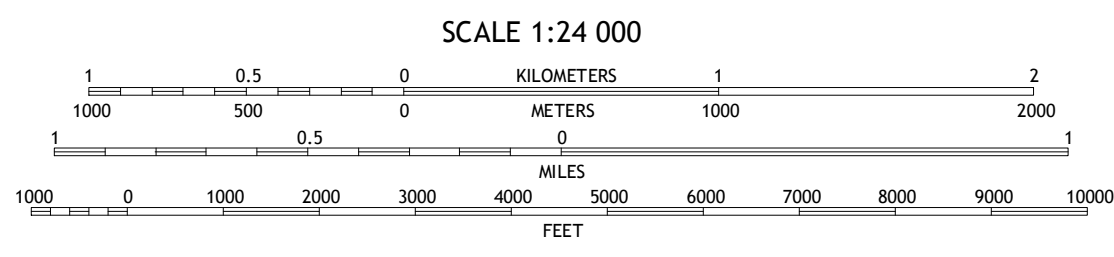 SCALE 1:24 000
1 0.5 0 KILOMETERS 1 2
1000 500 0 METERS 1000 2000
1 0.5 0 1
MILES
1000 0 1000 2000 3000 4000 5000 6000 7000 8000 9000 10000
FEET